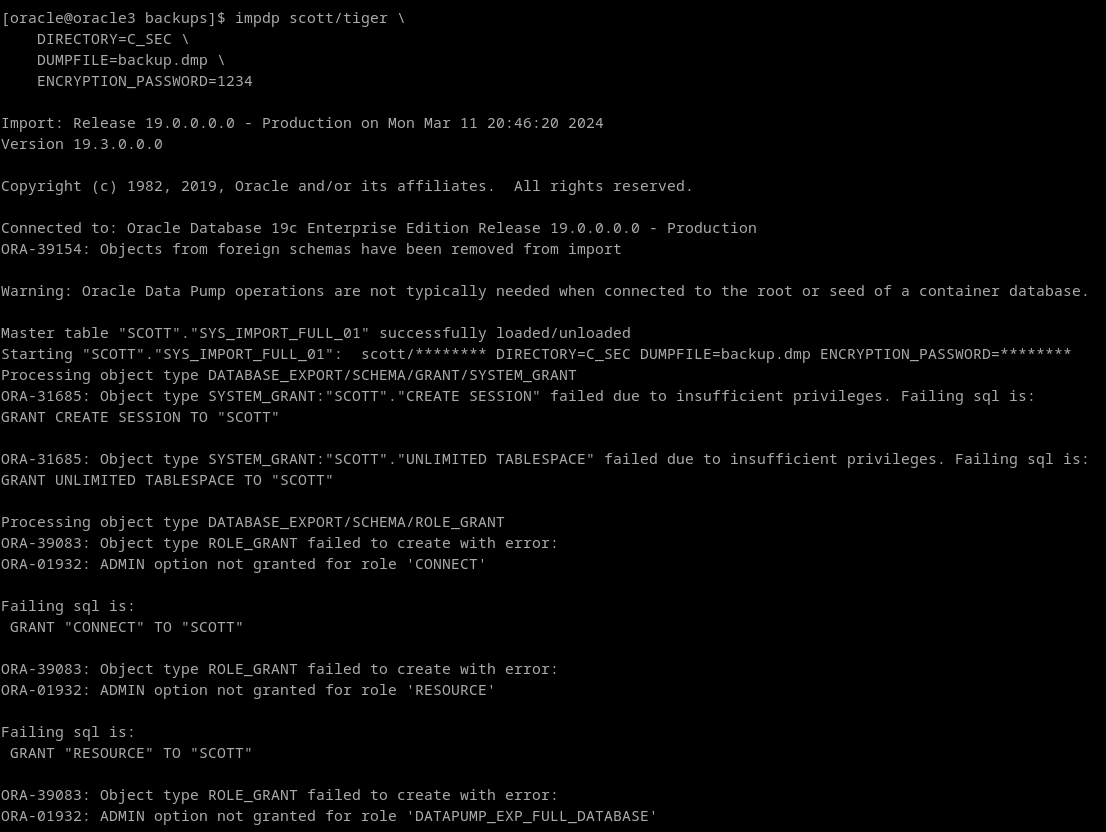 [oracle@oracle3 backups]$ impdp scott/tiger \
    DIRECTORY=C_SEC \
    DUMPFILE=backup.dmp \
    ENCRYPTION_PASSWORD=1234
Import: Release 19.0.0.0.0 - Production on Mon Mar 11 20:46:20 2024
Version 19.3.0.0.0
Copyright (c) 1982, 2019, Oracle and/or its affiliates.  All rights reserved.
Connected to: Oracle Database 19c Enterprise Edition Release 19.0.0.0.0 - Production
ORA-39154: Objects from foreign schemas have been removed from import
Warning: Oracle Data Pump operations are not typically needed when connected to the root or seed of a container database.
Master table "SCOTT"."SYS_IMPORT_FULL_01" successfully loaded/unloaded
Starting "SCOTT"."SYS_IMPORT_FULL_01":  scott/******** DIRECTORY=C_SEC DUMPFILE=backup.dmp ENCRYPTION_PASSWORD=********
Processing object type DATABASE_EXPORT/SCHEMA/GRANT/SYSTEM_GRANT
ORA-31685: Object type SYSTEM_GRANT:"SCOTT"."CREATE SESSION" failed due to insufficient privileges. Failing sql is:
GRANT CREATE SESSION TO "SCOTT"
ORA-31685: Object type SYSTEM_GRANT:"SCOTT"."UNLIMITED TABLESPACE" failed due to insufficient privileges. Failing sql is:
GRANT UNLIMITED TABLESPACE TO "SCOTT"
Processing object type DATABASE_EXPORT/SCHEMA/ROLE_GRANT
ORA-39083: Object type ROLE_GRANT failed to create with error:
ORA-01932: ADMIN option not granted for role 'CONNECT'
Failing sql is:
 GRANT "CONNECT" TO "SCOTT"
ORA-39083: Object type ROLE_GRANT failed to create with error:
ORA-01932: ADMIN option not granted for role 'RESOURCE'
Failing sql is:
 GRANT "RESOURCE" TO "SCOTT"
ORA-39083: Object type ROLE_GRANT failed to create with error:
ORA-01932: ADMIN option not granted for role 'DATAPUMP_EXP_FULL_DATABASE'